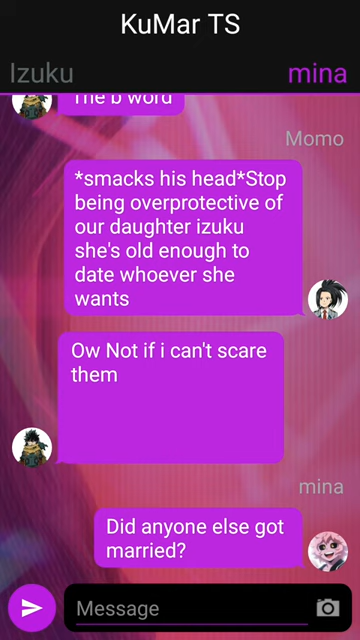 KuMar TS
Izuku
mina
The b word
Momo
*smacks his head*Stop
being overprotective of
our daughter izuku
she's old enough to
date whoever she
wants
Ow Not if i can't scare
them
mina
Did anyone else got
married?
Message